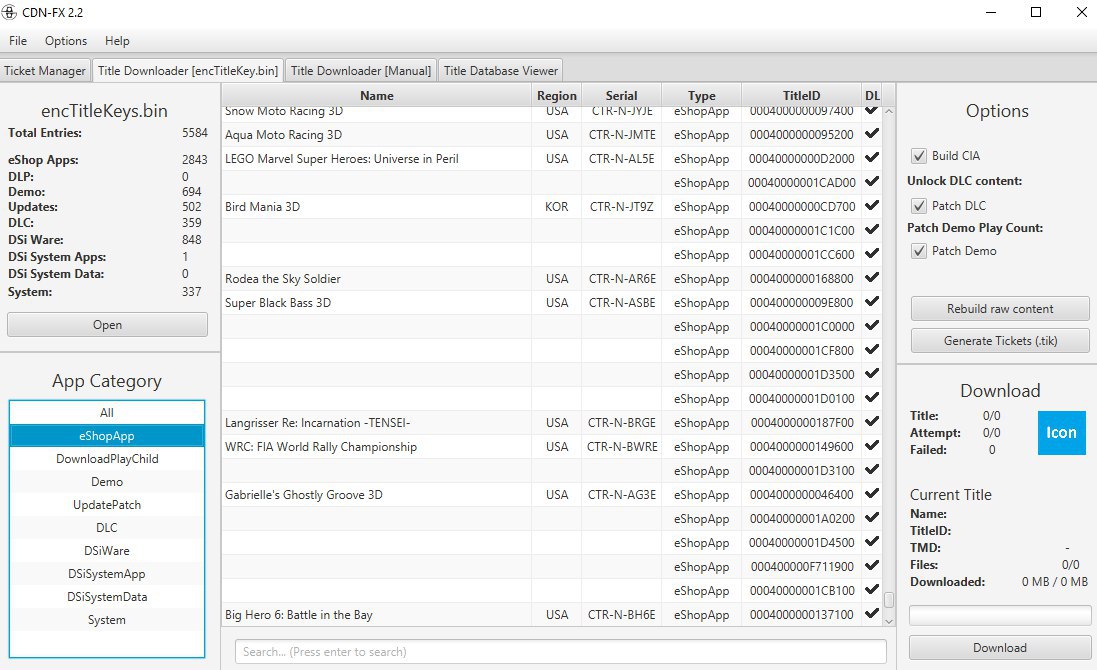 CDN-FX 2.2
File Options Help
Ticket Manager Title Downloader [encTitleKey.bin] Title Downloader [Manual] Title Database Viewer
encTitleKeys.bin
Total Entries: 5584
eShop Apps: 2843
DLP: 0
Demo: 694
Updates: 502
DLC: 359
DSi Ware: 848
DSi System Apps: 1
DSi System Data: 0
System: 337
Open
App Category
All
eShopApp
DownloadPlayChild
Demo
UpdatePatch
DLC
DSiWare
DSiSystemApp
DSiSystemData
System
Name Region Serial Type TitleID DL
Snow Moto Racing 3D USA CTR-N-JYJE eShopApp 0004000000097400
Aqua Moto Racing 3D USA CTR-N-JMTE eShopApp 0004000000095200
LEGO Marvel Super Heroes: Universe in Peril USA CTR-N-AL5E eShopApp 00040000000D2000
eShopApp 00040000001CAD00
Bird Mania 3D KOR CTR-N-JT9Z eShopApp 00040000000CD700
eShopApp 00040000001C1C00
eShopApp 00040000001CC600
Rodea the Sky Soldier USA CTR-N-AR6E eShopApp 0004000000168800
Super Black Bass 3D USA CTR-N-ASBE eShopApp 000400000009E800
eShopApp 00040000001C0000
eShopApp 00040000001CF800
eShopApp 00040000001D3500
eShopApp 00040000001D0100
Langrisser Re: Incarnation -TENSEI- USA CTR-N-BRGE eShopApp 0004000000187F00
WRC: FIA World Rally Championship USA CTR-N-BWRE eShopApp 0004000000149600
eShopApp 00040000001D3100
Gabrielle's Ghostly Groove 3D USA CTR-N-AG3E eShopApp 0004000000046400
eShopApp 00040000001A0200
eShopApp 00040000001D4500
eShopApp 000400000F711900
eShopApp 00040000001CB100
Big Hero 6: Battle in the Bay USA CTR-N-BH6E eShopApp 0004000000137100
Search... (Press enter to search)
Options
Build CIA
Unlock DLC content:
Patch DLC
Patch Demo Play Count:
Patch Demo
Rebuild raw content
Generate Tickets (.tik)
Download
Title: 0/0
Attempt: 0/0
Failed: 0
Icon
Current Title
Name:
TitleID:
TMD: -
Files: 0/0
Downloaded: 0 MB / 0 MB
Download